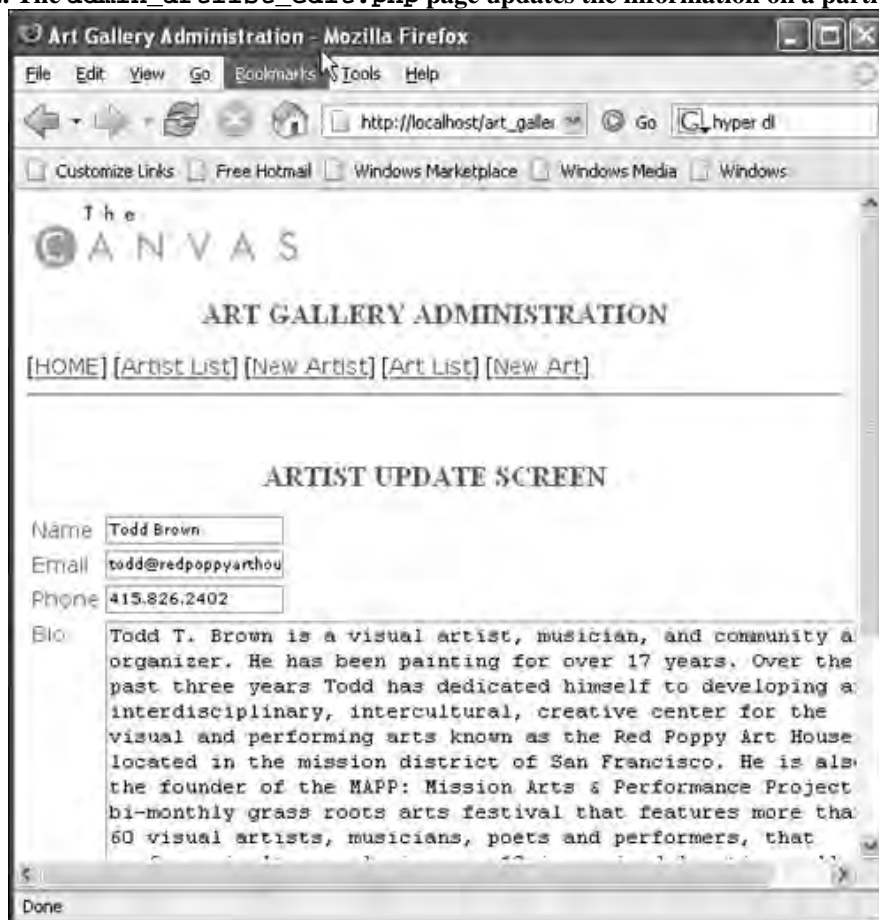 . The admin_artist_edit.php page updates the information on a parti
Art Gallery Administration - Mozilla Firefox
File Edit View Go Bookmarks Tools Help
http://localhost/art_galler Go G hyper dl
Customize Links Free Hotmail Windows Marketplace Windows Media Windows
The
CANVAS
ART GALLERY ADMINISTRATION
[HOME] [Artist List] [New Artist] [Art List] [New Art]
ARTIST UPDATE SCREEN
Name Todd Brown
Email todd@redpoppyarthou
Phone 415.826.2402
Bio Todd T. Brown is a visual artist, musician, and community a
organizer. He has been painting for over 17 years. Over the
past three years Todd has dedicated himself to developing a
interdisciplinary, intercultural, creative center for the
visual and performing arts known as the Red Poppy Art House
located in the mission district of San Francisco. He is als
the founder of the MAPP: Mission Arts & Performance Project
bi-monthly grass roots arts festival that features more tha
60 visual artists, musicians, poets and performers, that
Done